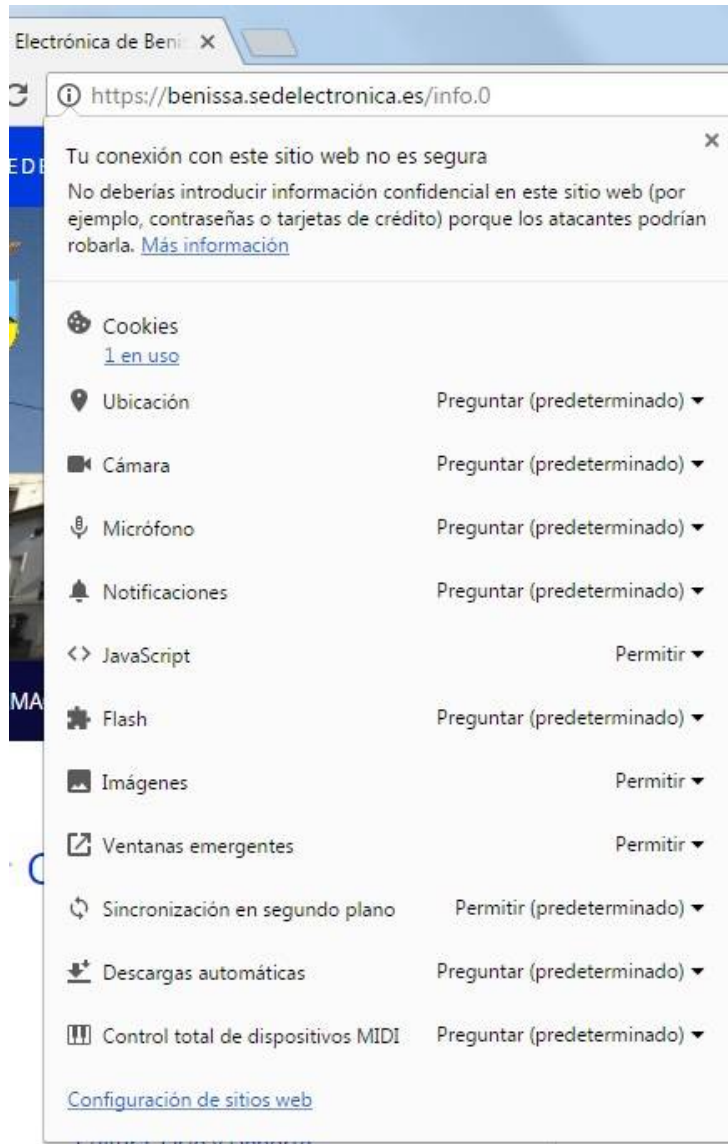 Electrónica de Beni
https://benissa.sedelectronica.es/info.0
EDE
Tu conexión con este sitio web no es segura
No deberías introducir información confidencial en este sitio web (por
ejemplo, contraseñas o tarjetas de crédito) porque los atacantes podrían
robarla. Más información
Cookies
1 en uso
Ubicación Preguntar (predeterminado)
Cámara Preguntar (predeterminado)
Micrófono Preguntar (predeterminado)
Notificaciones Preguntar (predeterminado)
JavaScript Permitir
MA
Flash Preguntar (predeterminado)
Imágenes Permitir
Ventanas emergentes Permitir
Sincronización en segundo plano Permitir (predeterminado)
Descargas automáticas Preguntar (predeterminado)
Control total de dispositivos MIDI Preguntar (predeterminado)
Configuración de sitios web